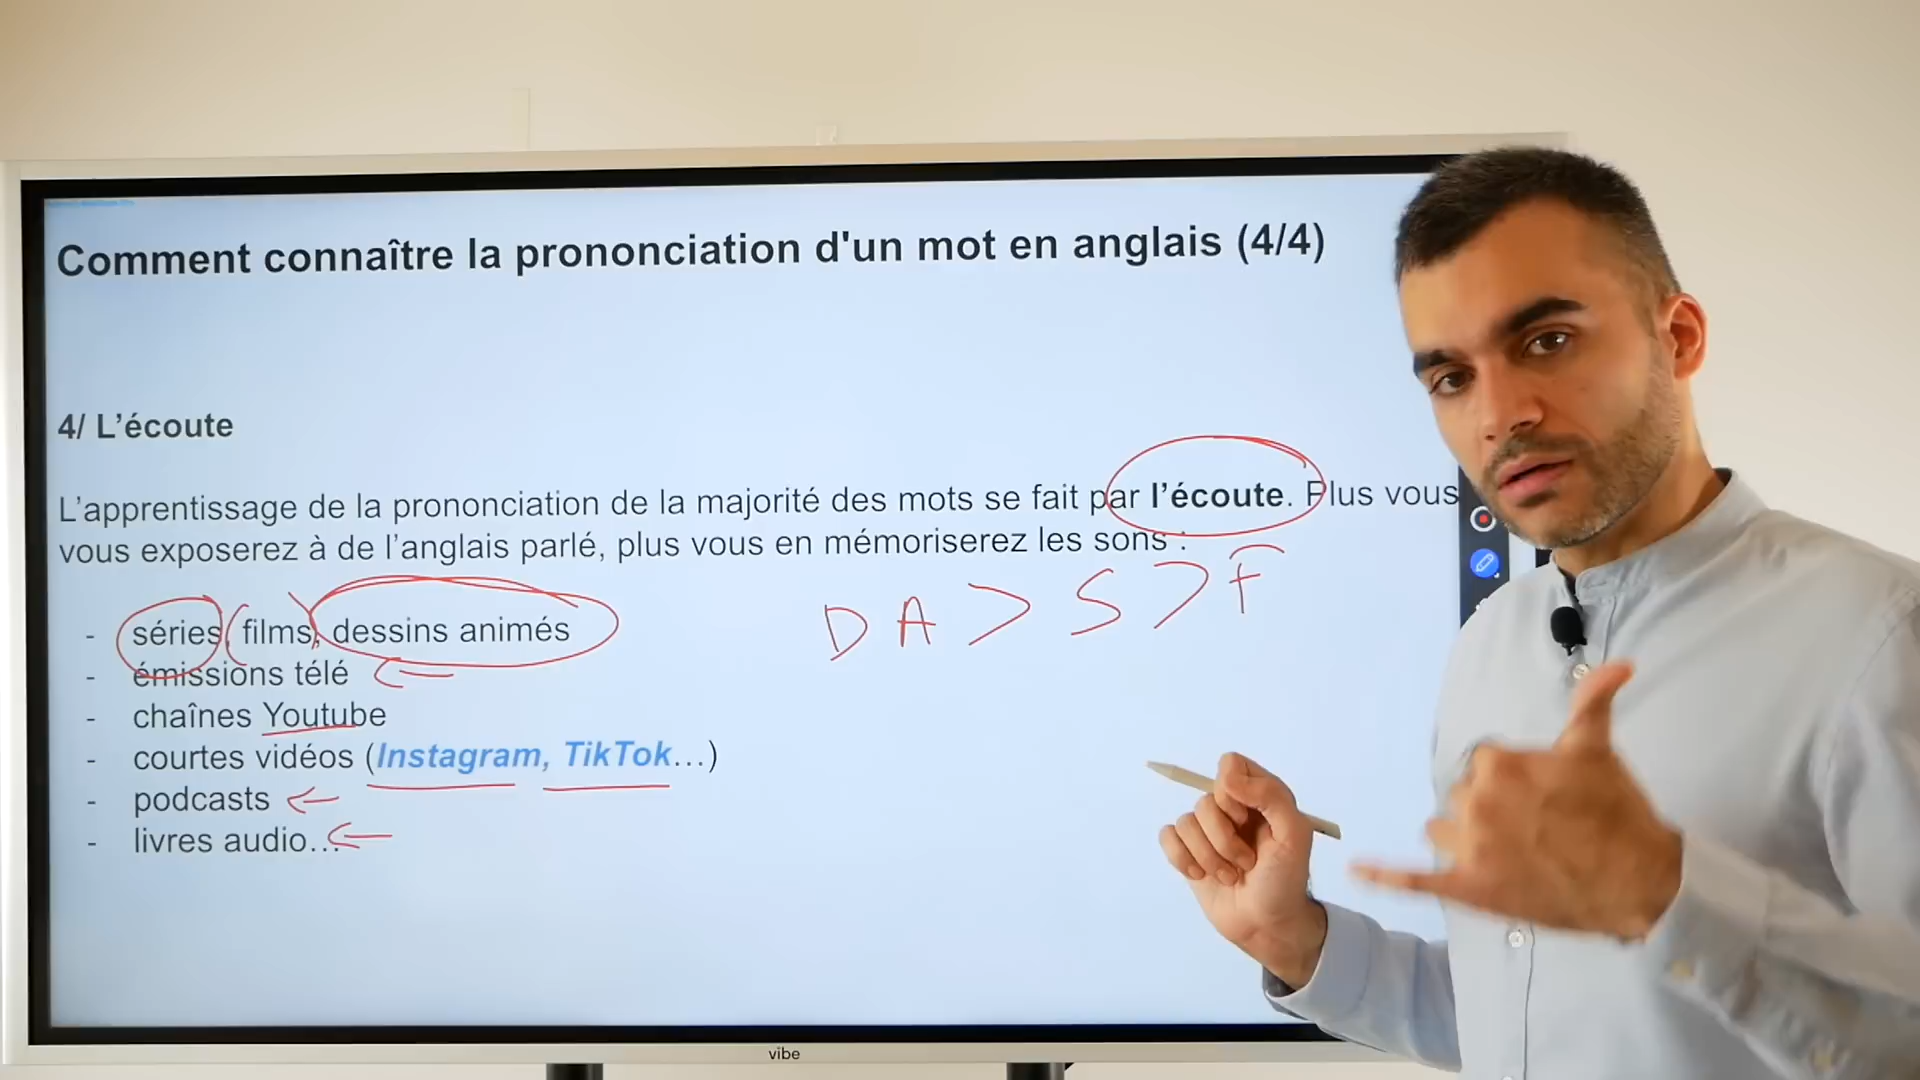 Comment connaître la prononciation d'un mot en anglais (4/4)
4/ L'écoute
L'apprentissage de la prononciation de la majorité des mots se fait par l'écoute. Plus vous
vous exposerez à de l'anglais parlé, plus vous en mémoriserez les sons :
DA > S > F
- séries, films, dessins animés
- émissions télé
- chaînes Youtube
- courtes vidéos (Instagram, TikTok...)
- podcasts
- livres audio...
vibe